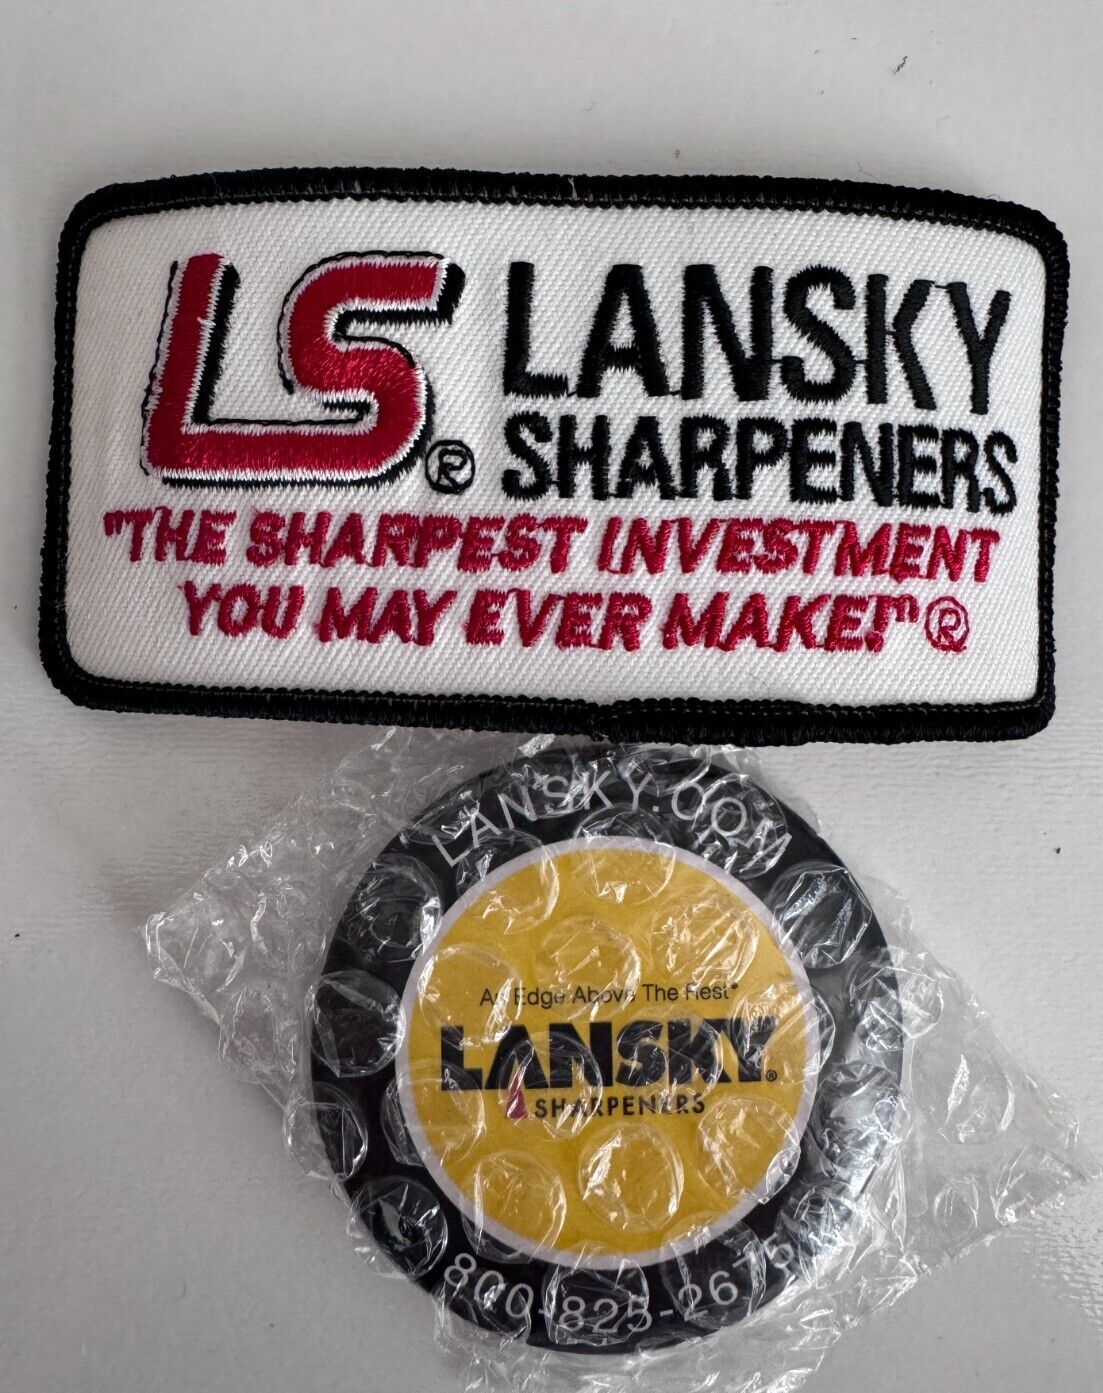 LS® LANSKY
SHARPENERS
"THE SHARPEST INVESTMENT
YOU MAY EVER MAKE!"®
LANSKY.COM
An Edge Above The Rest®
LANSKY®
SHARPENERS
800-825-2675